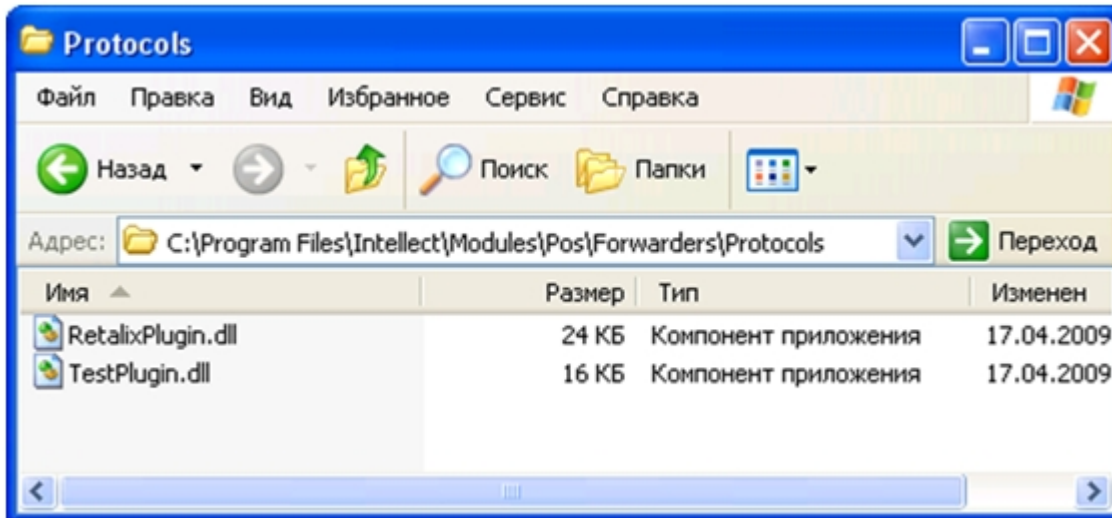 Protocols
Файл Правка Вид Избранное Сервис Справка
Назад Поиск Папки
Адрес: C:\Program Files\Intellect\Modules\Pos\Forwarders\Protocols Переход
Имя Размер Тип Изменен
RetalixPlugin.dll 24 КБ Компонент приложения 17.04.2009
TestPlugin.dll 16 КБ Компонент приложения 17.04.2009